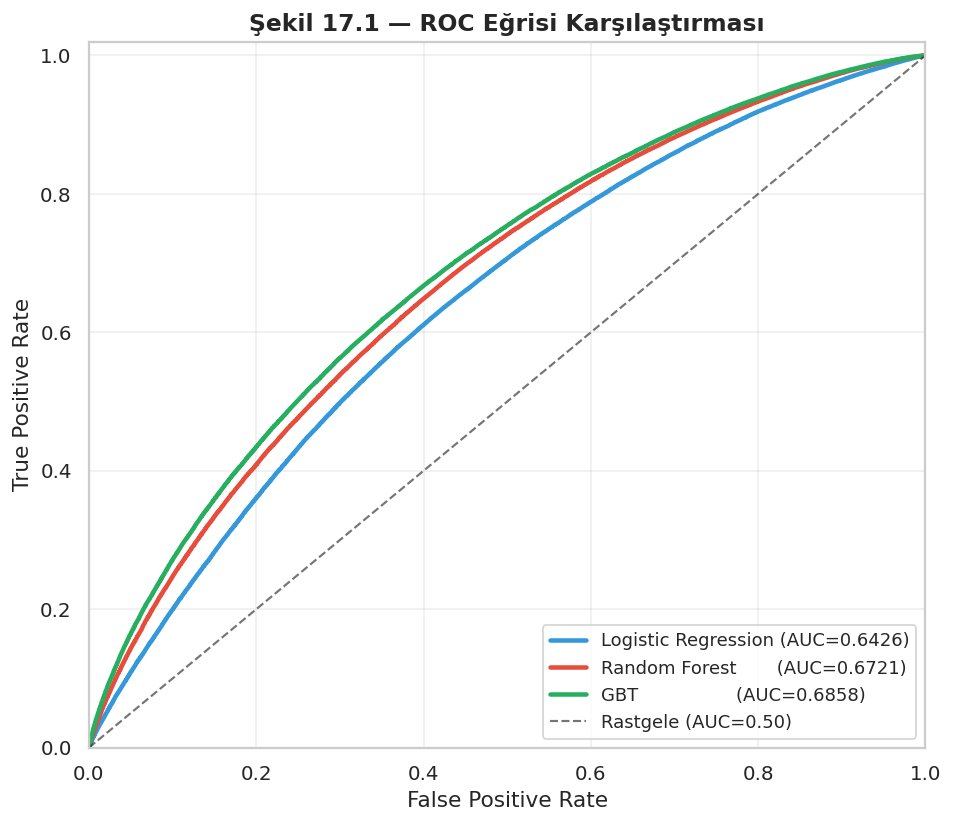 Şekil 17.1 — ROC Eğrisi Karşılaştırması
True Positive Rate
1.0
0.8
0.6
0.4
0.2
0.0
Logistic Regression (AUC=0.6426)
Random Forest (AUC=0.6721)
GBT (AUC=0.6858)
Rastgele (AUC=0.50)
0.0 0.2 0.4 0.6 0.8 1.0
False Positive Rate